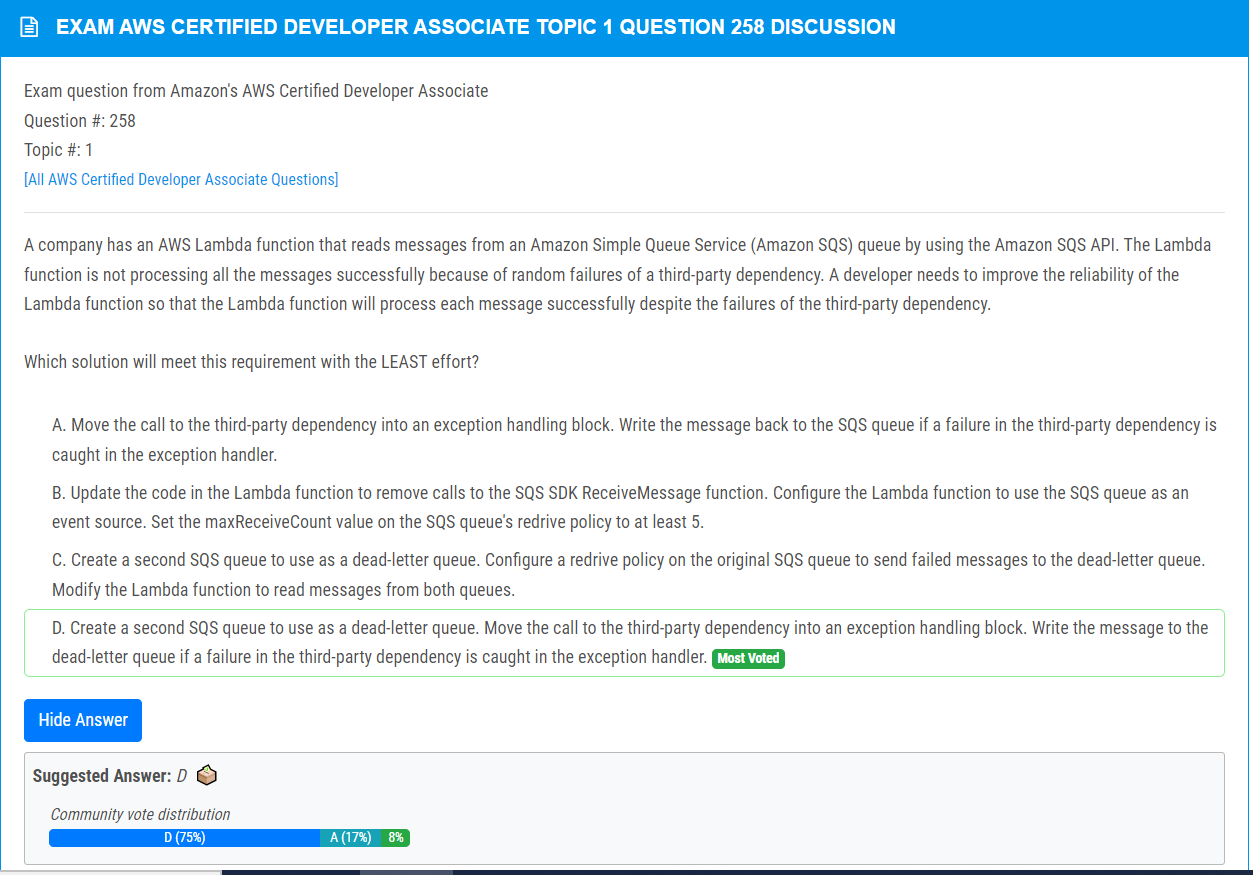 EXAM AWS CERTIFIED DEVELOPER ASSOCIATE TOPIC 1 QUESTION 258 DISCUSSION
Exam question from Amazon's AWS Certified Developer Associate
Question #: 258
Topic #: 1
[All AWS Certified Developer Associate Questions]
A company has an AWS Lambda function that reads messages from an Amazon Simple Queue Service (Amazon SQS) queue by using the Amazon SQS API. The Lambda
function is not processing all the messages successfully because of random failures of a third-party dependency. A developer needs to improve the reliability of the
Lambda function so that the Lambda function will process each message successfully despite the failures of the third-party dependency.
Which solution will meet this requirement with the LEAST effort?
A. Move the call to the third-party dependency into an exception handling block. Write the message back to the SQS queue if a failure in the third-party dependency is
caught in the exception handler.
B. Update the code in the Lambda function to remove calls to the SQS SDK ReceiveMessage function. Configure the Lambda function to use the SQS queue as an
event source. Set the maxReceiveCount value on the SQS queue's redrive policy to at least 5.
C. Create a second SQS queue to use as a dead-letter queue. Configure a redrive policy on the original SQS queue to send failed messages to the dead-letter queue.
Modify the Lambda function to read messages from both queues.
D. Create a second SQS queue to use as a dead-letter queue. Move the call to the third-party dependency into an exception handling block. Write the message to the
dead-letter queue if a failure in the third-party dependency is caught in the exception handler. Most Voted
Hide Answer
Suggested Answer: D
Community vote distribution
D (75%) A (17%) 8%